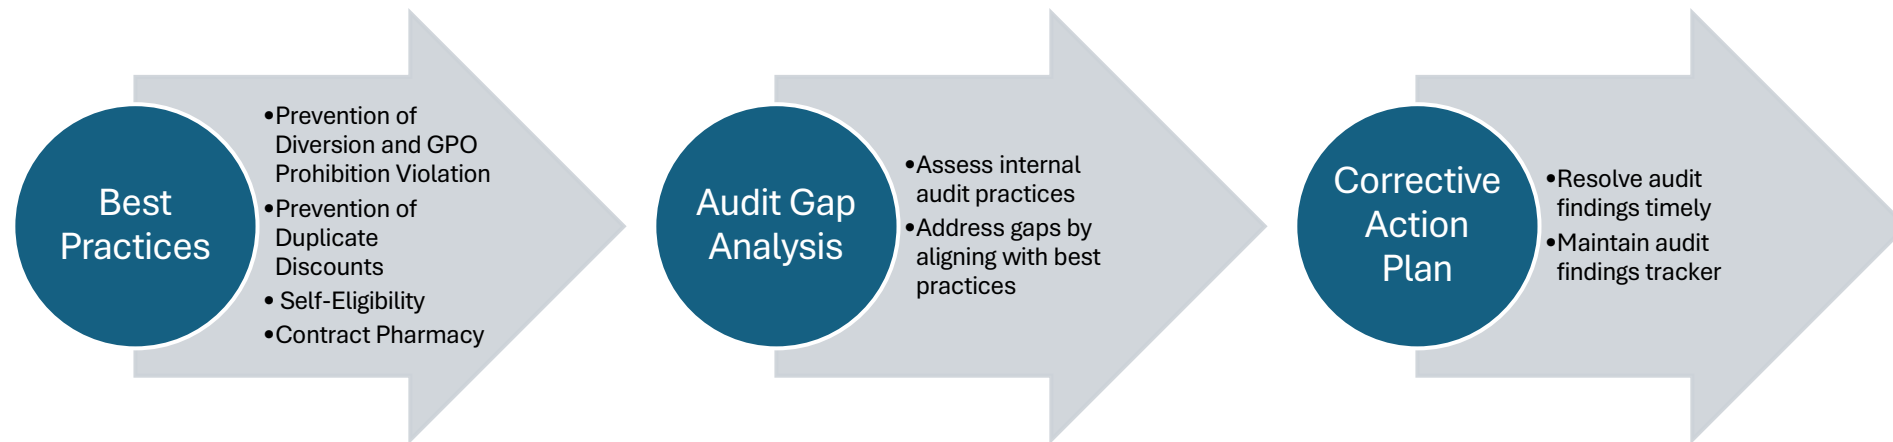 Best
Practices
•Prevention of
Diversion and GPO
Prohibition Violation
•Prevention of
Duplicate
Discounts
• Self-Eligibility
•Contract Pharmacy
Audit Gap
Analysis
•Assess internal
audit practices
•Address gaps by
aligning with best
practices
Corrective
Action
Plan
•Resolve audit
findings timely
•Maintain audit
findings tracker